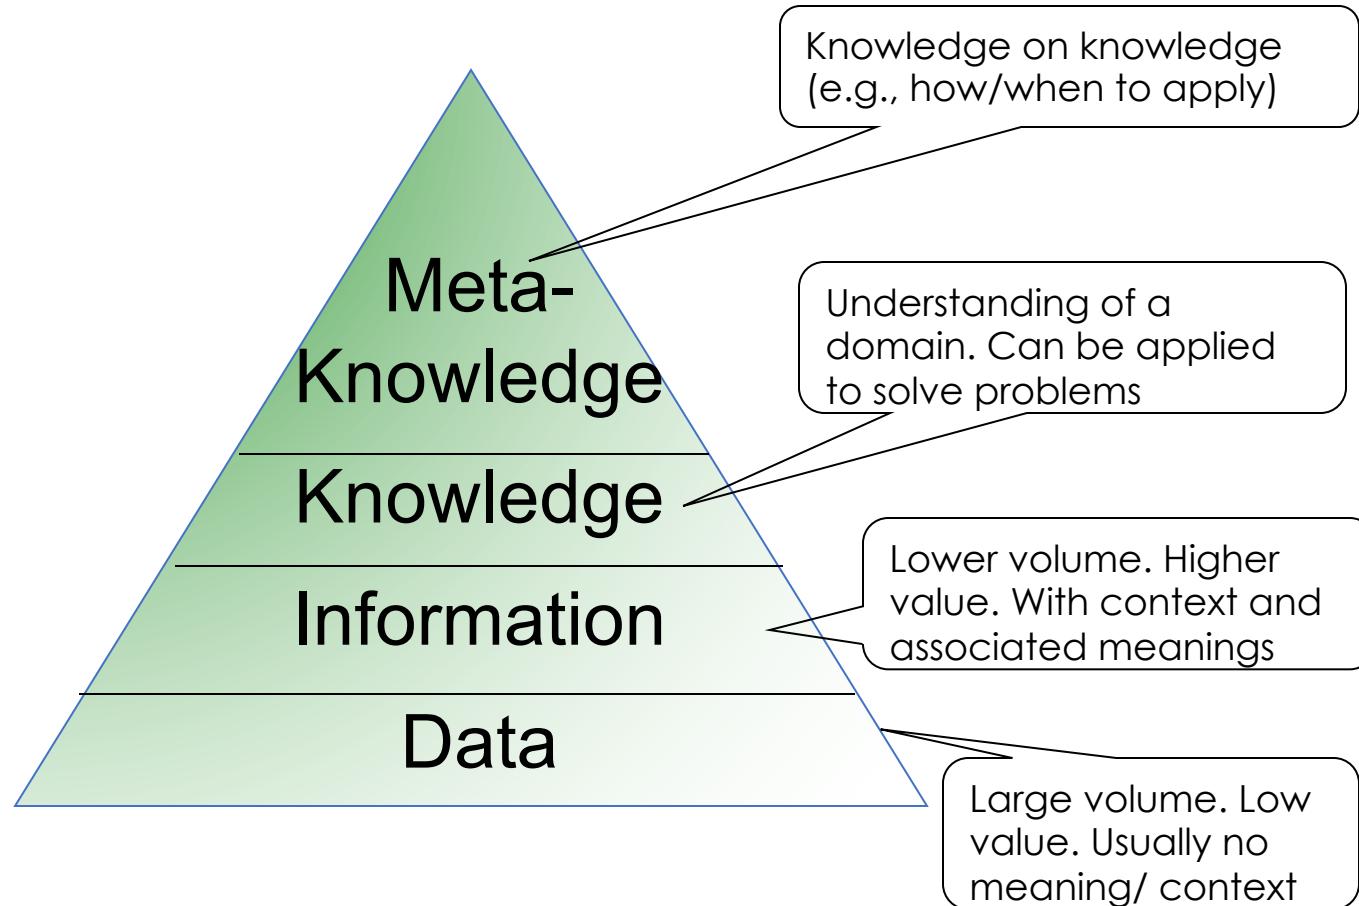 Knowledge on knowledge
(e.g., how/when to apply)
Meta-
Knowledge
Understanding of a
domain. Can be applied
to solve problems
Knowledge
Lower volume. Higher
value. With context and
associated meanings
Information
Data
Large volume. Low
value. Usually no
meaning/ context